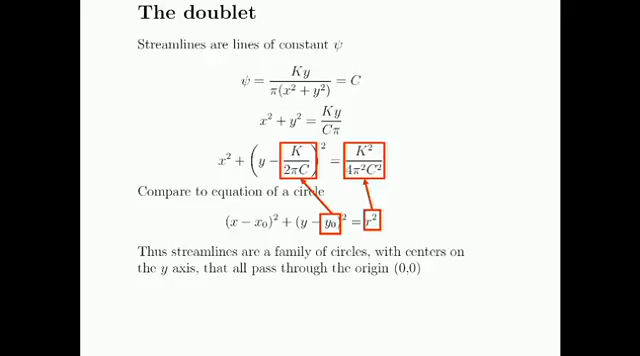 The doublet
Streamlines are lines of constant ψ
ψ = Ky / π(x² + y²) = C
x² + y² = Ky / Cπ
x² + (y − K / 2πC)² = K² / 4π²C²
Compare to equation of a circle
(x − x₀)² + (y − y₀)² = r²
Thus streamlines are a family of circles, with centers on
the y axis, that all pass through the origin (0,0)